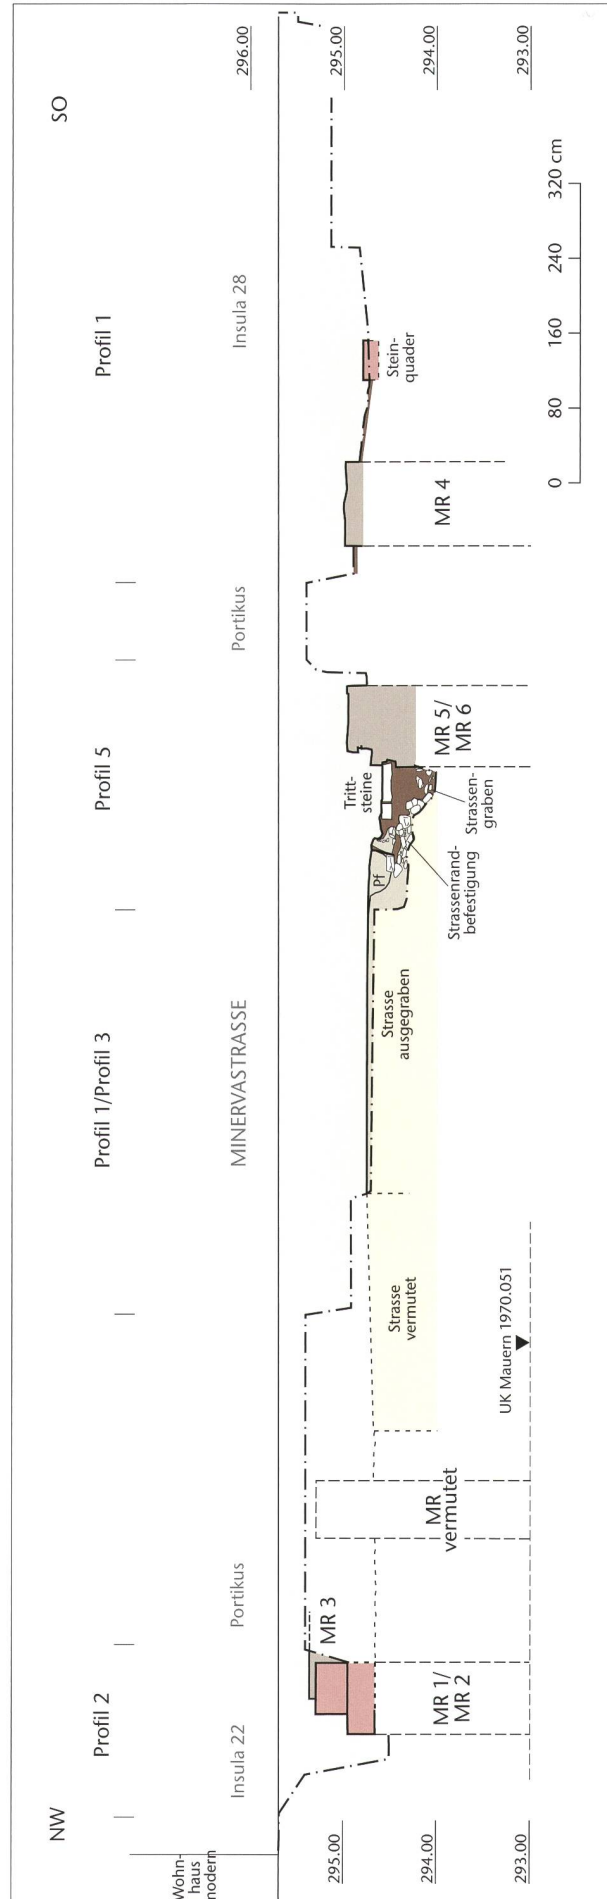 NW
SO
Profil 2
Profil 1/Profil 3
Profil 5
Profil 1
Insula 22
Portikus
MINERVASTRASSE
Portikus
Insula 28
Wohn-
haus
modern
296.00
295.00
294.00
293.00
295.00
294.00
293.00
MR 3
MR 1/
MR 2
MR
vermutet
UK Mauern 1970.051
Strasse
vermutet
Strasse
ausgegraben
Pf
Tritt-
steine
Strassenrand-
befestigung
Strassen-
graben
MR 5/
MR 6
MR 4
Stein-
quader
0
80
160
240
320 cm